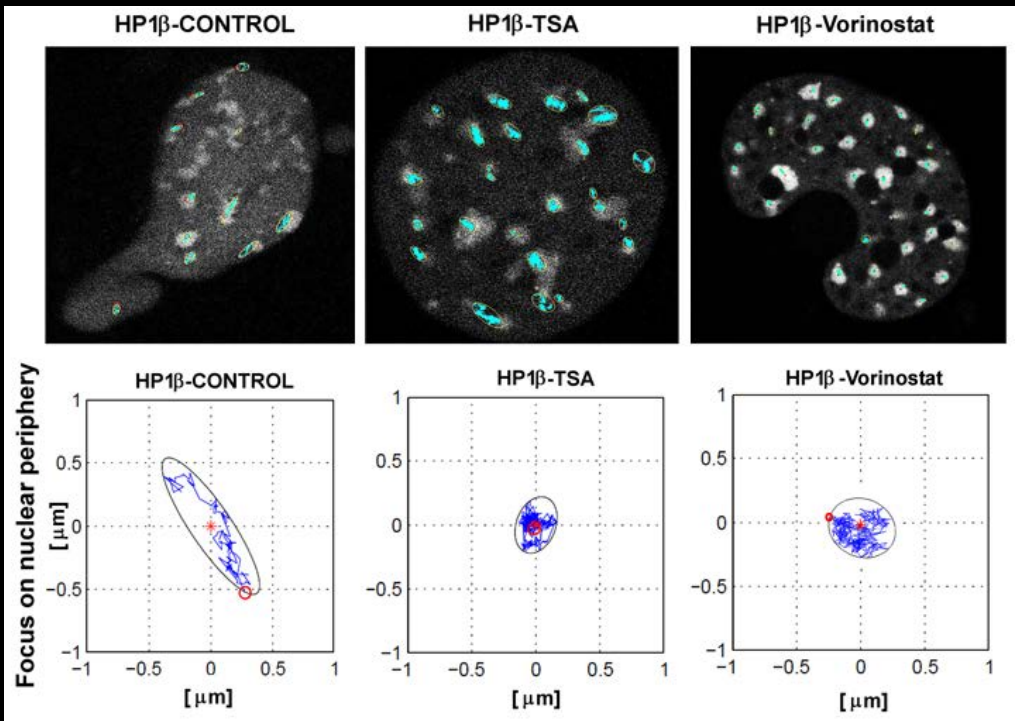 HP1β-CONTROL
HP1β-TSA
HP1β-Vorinostat
Focus on nuclear periphery
HP1β-CONTROL
1
0.5
0
−0.5
−1
[μm]
−1 −0.5 0 0.5 1
[μm]
HP1β-TSA
1
0.5
0
−0.5
−1
−1 −0.5 0 0.5 1
[μm]
HP1β-Vorinostat
1
0.5
0
−0.5
−1
−1 −0.5 0 0.5 1
[μm]